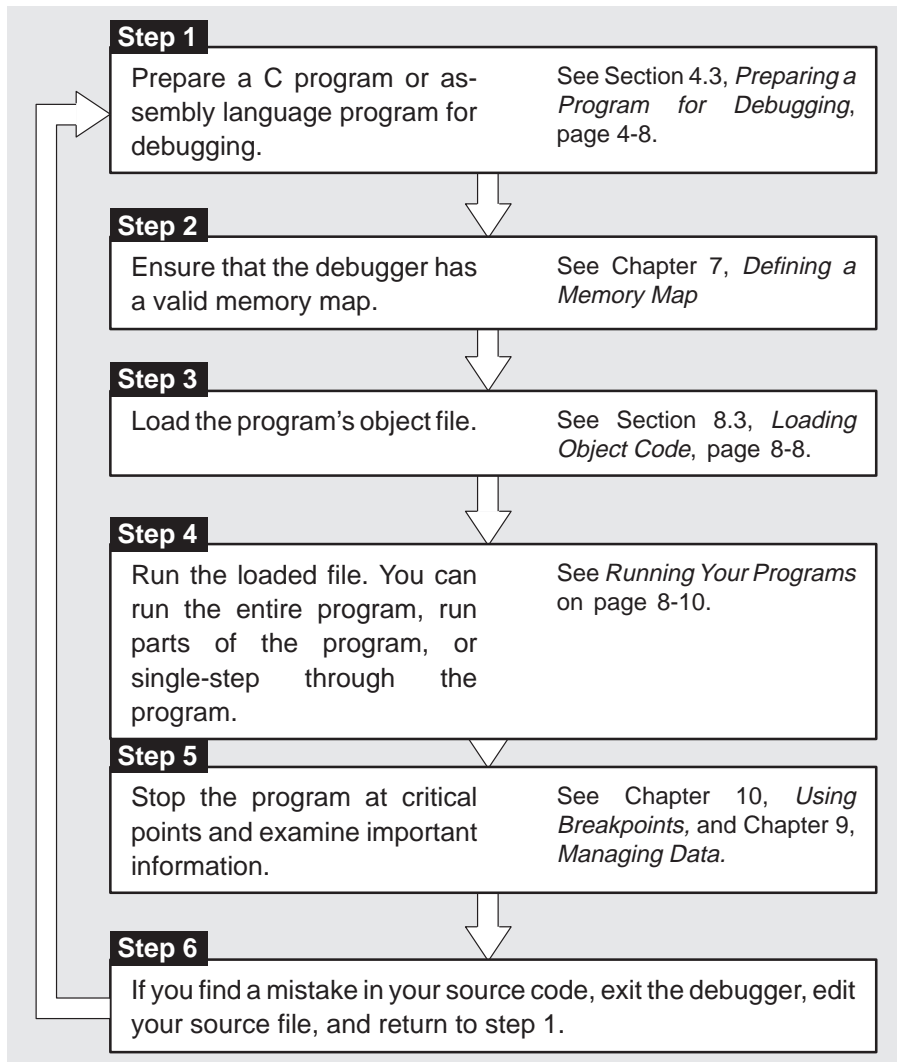 Step 1
Prepare a C program or as-
sembly language program for
debugging.
See Section 4.3, Preparing a
Program for Debugging,
page 4-8.
Step 2
Ensure that the debugger has
a valid memory map.
See Chapter 7, Defining a
Memory Map
Step 3
Load the program's object file.
See Section 8.3, Loading
Object Code, page 8-8.
Step 4
Run the loaded file. You can
run the entire program, run
parts of the program, or
single-step through the
program.
See Running Your Programs
on page 8-10.
Step 5
Stop the program at critical
points and examine important
information.
See Chapter 10, Using
Breakpoints, and Chapter 9,
Managing Data.
Step 6
If you find a mistake in your source code, exit the debugger, edit
your source file, and return to step 1.